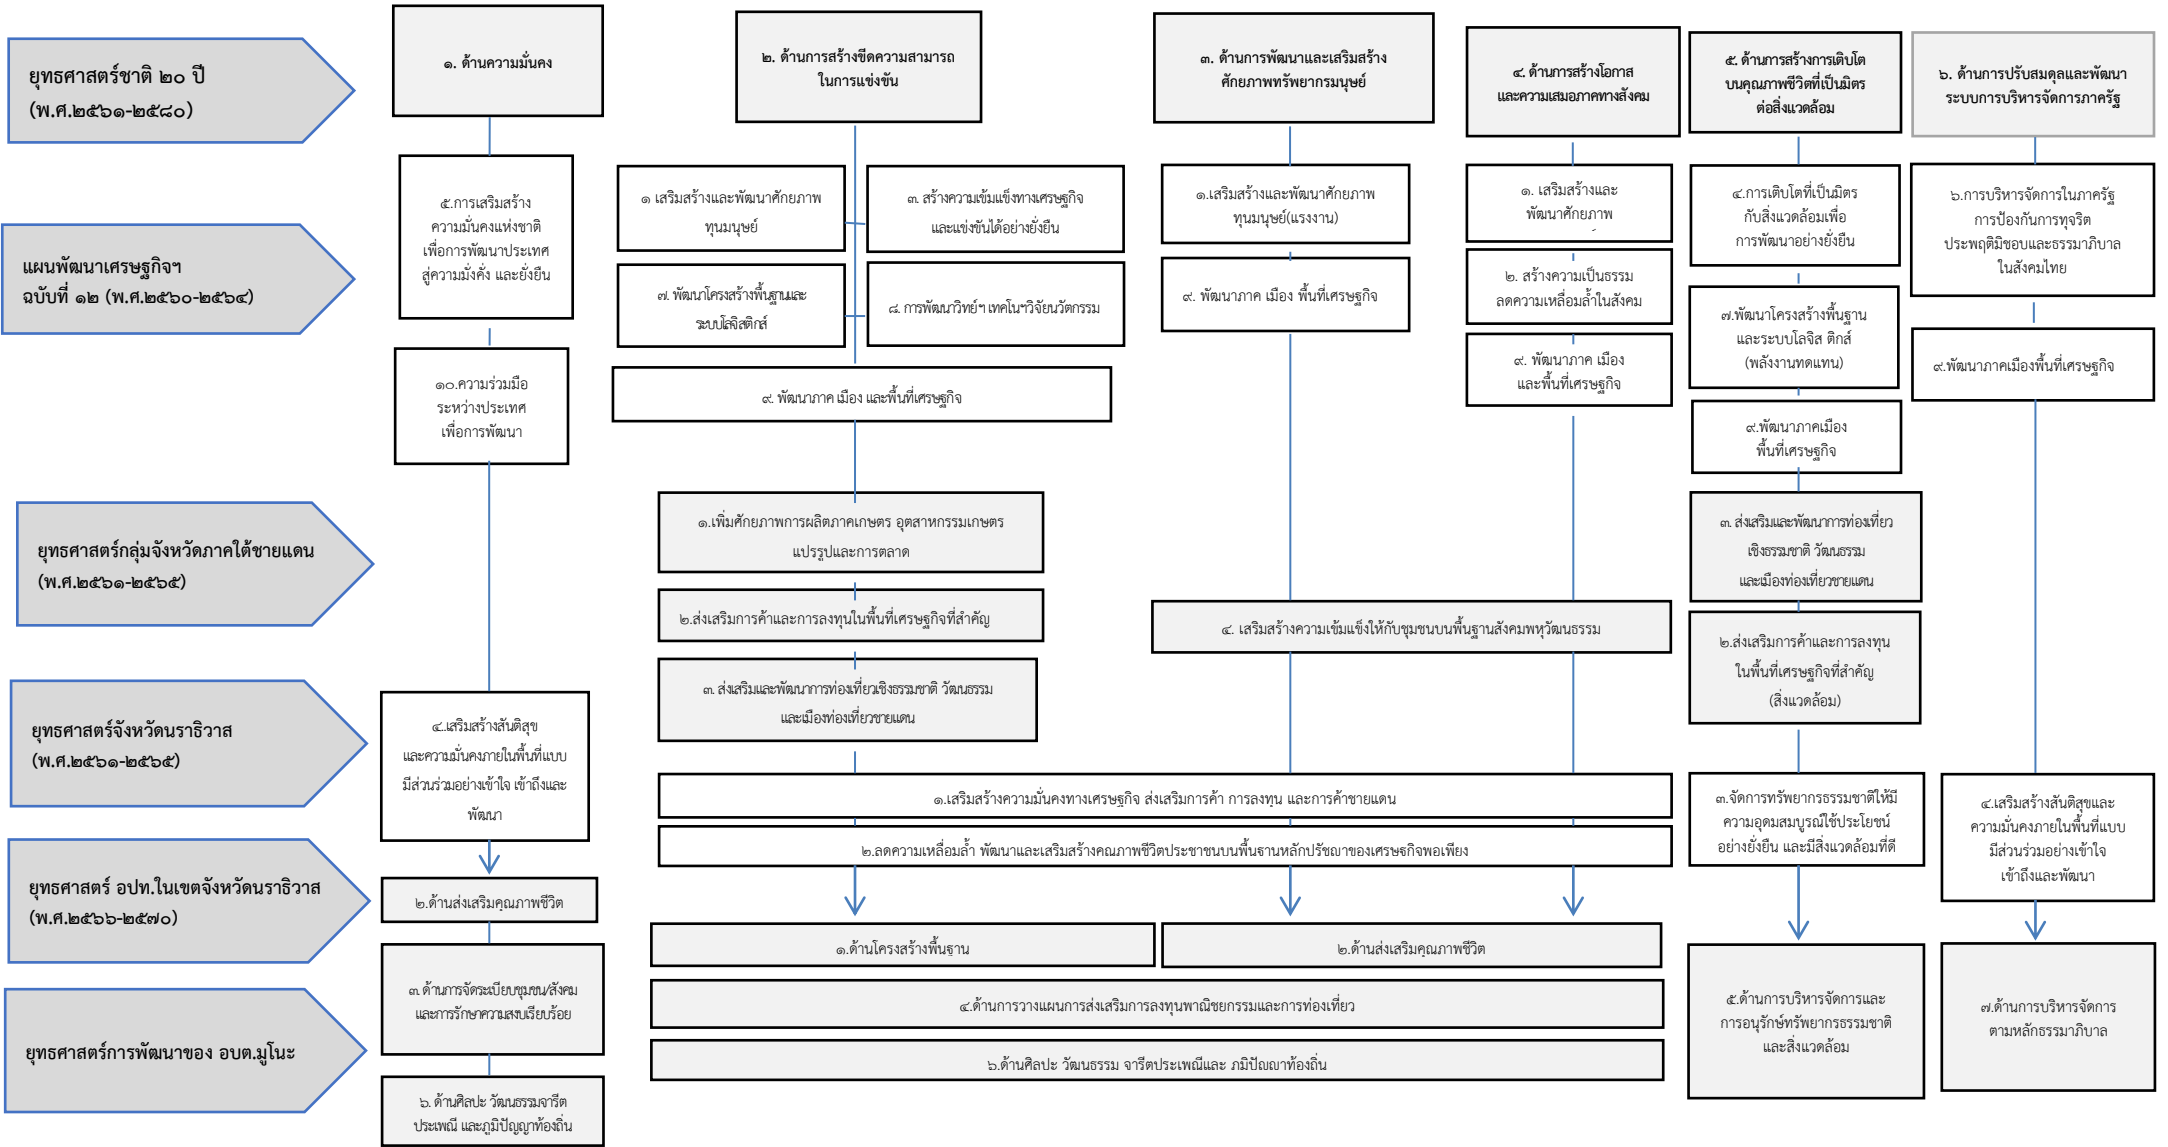 ยุทธศาสตร์ชาติ ๒๐ ปี
(พ.ศ.๒๕๖๑-๒๕๘๐)
๑. ด้านความมั่นคง
๒. ด้านการสร้างขีดความสามารถ
ในการแข่งขัน
๓. ด้านการพัฒนาและเสริมสร้าง
ศักยภาพทรัพยากรมนุษย์
๔. ด้านการสร้างโอกาส
และความเสมอภาคทางสังคม
๕. ด้านการสร้างการเติบโต
บนคุณภาพชีวิตที่เป็นมิตร
ต่อสิ่งแวดล้อม
๖. ด้านการปรับสมดุลและพัฒนา
ระบบการบริหารจัดการภาครัฐ
แผนพัฒนาเศรษฐกิจฯ
ฉบับที่ ๑๒ (พ.ศ.๒๕๖๐-๒๕๖๔)
๕.การเสริมสร้าง
ความมั่นคงแห่งชาติ
เพื่อการพัฒนาประเทศ
สู่ความมั่งคั่ง และยั่งยืน
๑๐.ความร่วมมือ
ระหว่างประเทศ
เพื่อการพัฒนา
๑ เสริมสร้างและพัฒนาศักยภาพ
ทุนมนุษย์
๓. สร้างความเข้มแข็งทางเศรษฐกิจ
และแข่งขันได้อย่างยั่งยืน
๗. พัฒนาโครงสร้างพื้นฐานและ
ระบบโลจิสติกส์
๘. การพัฒนาวิทย์ฯ เทคโนฯวิจัยนวัตกรรม
๙. พัฒนาภาค เมือง และพื้นที่เศรษฐกิจ
๑.เสริมสร้างและพัฒนาศักยภาพ
ทุนมนุษย์(แรงงาน)
๙. พัฒนาภาค เมือง พื้นที่เศรษฐกิจ
๑. เสริมสร้างและ
พัฒนาศักยภาพ
๒. สร้างความเป็นธรรม
ลดความเหลื่อมล้ำในสังคม
๙. พัฒนาภาค เมือง
และพื้นที่เศรษฐกิจ
๔.การเติบโตที่เป็นมิตร
กับสิ่งแวดล้อมเพื่อ
การพัฒนาอย่างยั่งยืน
๗.พัฒนาโครงสร้างพื้นฐาน
และระบบโลจิส ติกส์
(พลังงานทดแทน)
๙.พัฒนาภาคเมือง
พื้นที่เศรษฐกิจ
๖.การบริหารจัดการในภาครัฐ
การป้องกันการทุจริต
ประพฤติมิชอบและธรรมาภิบาล
ในสังคมไทย
๙.พัฒนาภาคเมืองพื้นที่เศรษฐกิจ
ยุทธศาสตร์กลุ่มจังหวัดภาคใต้ชายแดน
(พ.ศ.๒๕๖๑-๒๕๖๕)
๑.เพิ่มศักยภาพการผลิตภาคเกษตร อุตสาหกรรมเกษตร
แปรรูปและการตลาด
๒.ส่งเสริมการค้าและการลงทุนในพื้นที่เศรษฐกิจที่สำคัญ
๓. ส่งเสริมและพัฒนาการท่องเที่ยวเชิงธรรมชาติ วัฒนธรรม
และเมืองท่องเที่ยวชายแดน
๔. เสริมสร้างความเข้มแข็งให้กับชุมชนบนพื้นฐานสังคมพหุวัฒนธรรม
๓. ส่งเสริมและพัฒนาการท่องเที่ยว
เชิงธรรมชาติ วัฒนธรรม
และเมืองท่องเที่ยวชายแดน
๒.ส่งเสริมการค้าและการลงทุน
ในพื้นที่เศรษฐกิจที่สำคัญ
(สิ่งแวดล้อม)
ยุทธศาสตร์จังหวัดนราธิวาส
(พ.ศ.๒๕๖๑-๒๕๖๕)
๔..เสริมสร้างสันติสุข
และความมั่นคงภายในพื้นที่แบบ
มีส่วนร่วมอย่างเข้าใจ เข้าถึงและ
พัฒนา
๑.เสริมสร้างความมั่นคงทางเศรษฐกิจ ส่งเสริมการค้า การลงทุน และการค้าชายแดน
๒.ลดความเหลื่อมล้ำ พัฒนาและเสริมสร้างคุณภาพชีวิตประชาชนบนพื้นฐานหลักปรัชญาของเศรษฐกิจพอเพียง
๓.จัดการทรัพยากรธรรมชาติให้มี
ความอุดมสมบูรณ์ใช้ประโยชน์
อย่างยั่งยืน และมีสิ่งแวดล้อมที่ดี
๔.เสริมสร้างสันติสุขและ
ความมั่นคงภายในพื้นที่แบบ
มีส่วนร่วมอย่างเข้าใจ
เข้าถึงและพัฒนา
ยุทธศาสตร์ อปท.ในเขตจังหวัดนราธิวาส
(พ.ศ.๒๕๖๖-๒๕๗๐)
๒.ด้านส่งเสริมคุณภาพชีวิต
๑.ด้านโครงสร้างพื้นฐาน
๒.ด้านส่งเสริมคุณภาพชีวิต
ยุทธศาสตร์การพัฒนาของ อบต.มูโนะ
๓. ด้านการจัดระเบียบชุมชน/สังคม
และการรักษาความสงบเรียบร้อย
๖. ด้านศิลปะ วัฒนธรรมจารีต
ประเพณี และภูมิปัญญาท้องถิ่น
๔.ด้านการวางแผนการส่งเสริมการลงทุนพาณิชยกรรมและการท่องเที่ยว
๖.ด้านศิลปะ วัฒนธรรม จารีตประเพณีและ ภูมิปัญญาท้องถิ่น
๕.ด้านการบริหารจัดการและ
การอนุรักษ์ทรัพยากรธรรมชาติ
และสิ่งแวดล้อม
๗.ด้านการบริหารจัดการ
ตามหลักธรรมาภิบาล